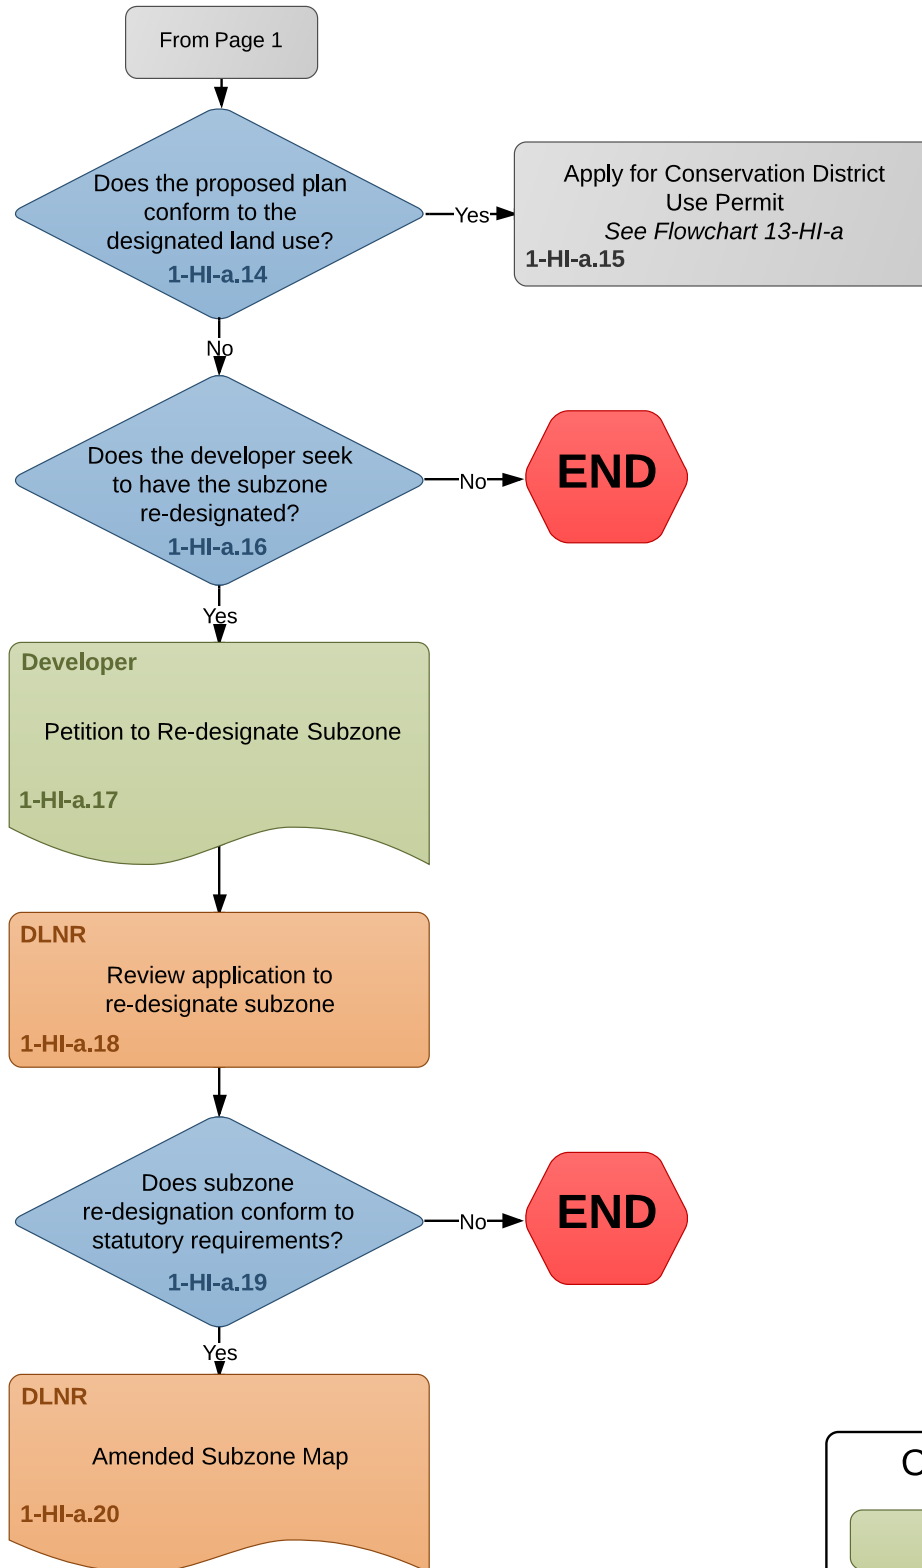 From Page 1
Does the proposed plan
conform to the
designated land use?
1-HI-a.14
Yes
Apply for Conservation District
Use Permit
See Flowchart 13-HI-a
1-HI-a.15
No
Does the developer seek
to have the subzone
re-designated?
1-HI-a.16
No
END
Yes
Developer
Petition to Re-designate Subzone
1-HI-a.17
DLNR
Review application to
re-designate subzone
1-HI-a.18
Does subzone
re-designation conform to
statutory requirements?
1-HI-a.19
No
END
Yes
DLNR
Amended Subzone Map
1-HI-a.20